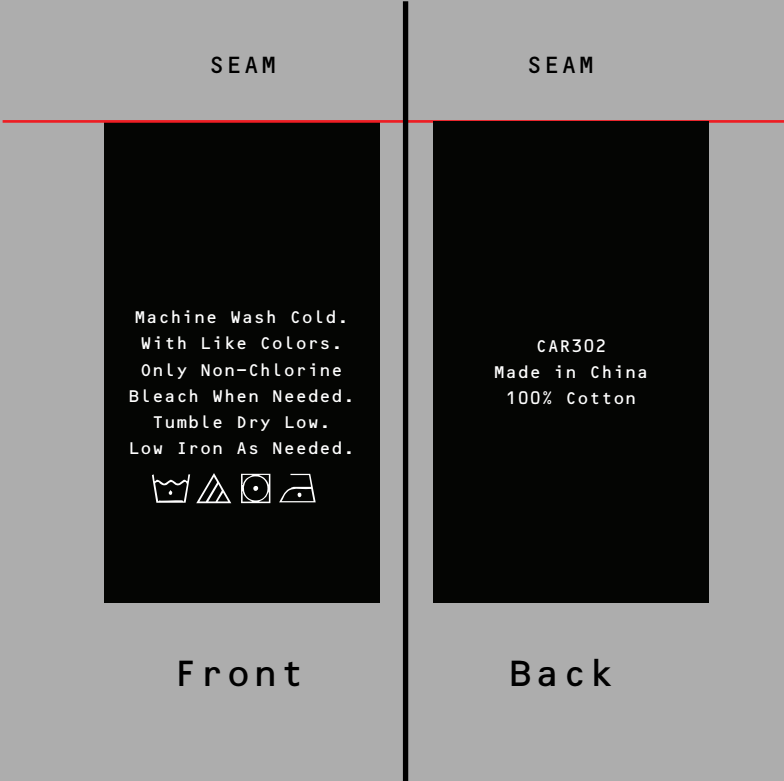 SEAM
Machine Wash Cold.
With Like Colors.
Only Non-Chlorine
Bleach When Needed.
Tumble Dry Low.
Low Iron As Needed.
Front
SEAM
CAR302
Made in China
100% Cotton
Back